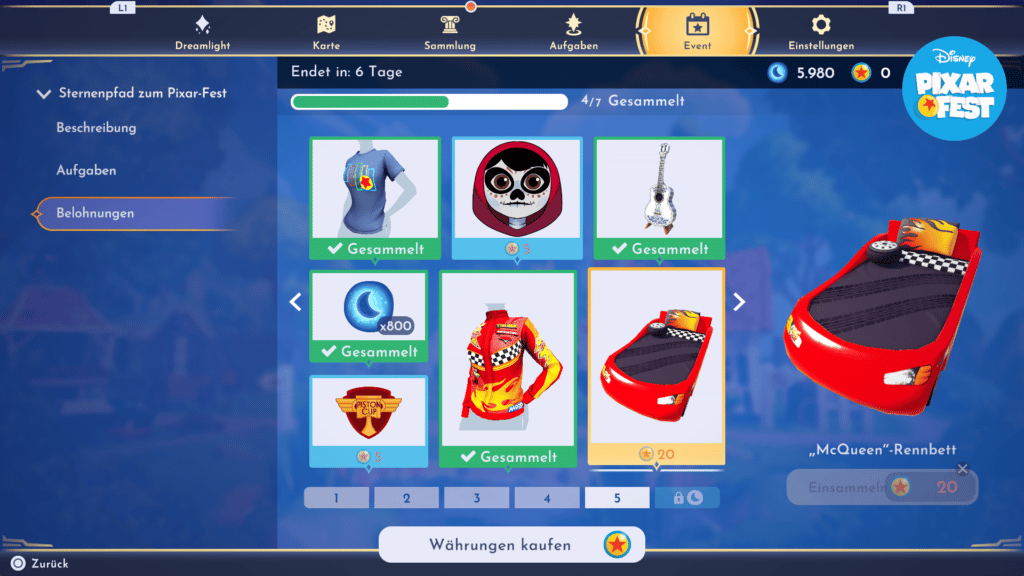 L1
R1
Dreamlight
Karte
Sammlung
Aufgaben
Event
Einstellungen
Endet in: 6 Tage
5.980
0
Disney
PIXAR
FEST
Sternenpfad zum Pixar-Fest
Beschreibung
Aufgaben
Belohnungen
4/7 Gesammelt
Gesammelt
5
Gesammelt
x800
Gesammelt
PISTON
CUP
5
Gesammelt
20
„McQueen"-Rennbett
Einsammeln
20
1
2
3
4
5
Währungen kaufen
Zurück